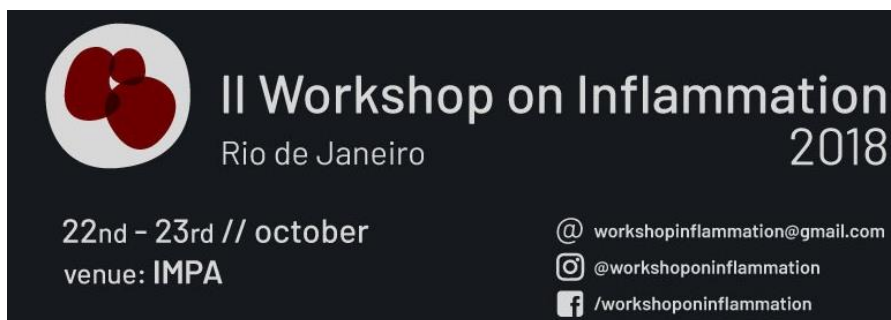 II Workshop on Inflammation
2018
Rio de Janeiro
22nd - 23rd // october
venue: IMPA
@ workshopinflammation@gmail.com
@workshoponinflammation
/workshoponinflammation